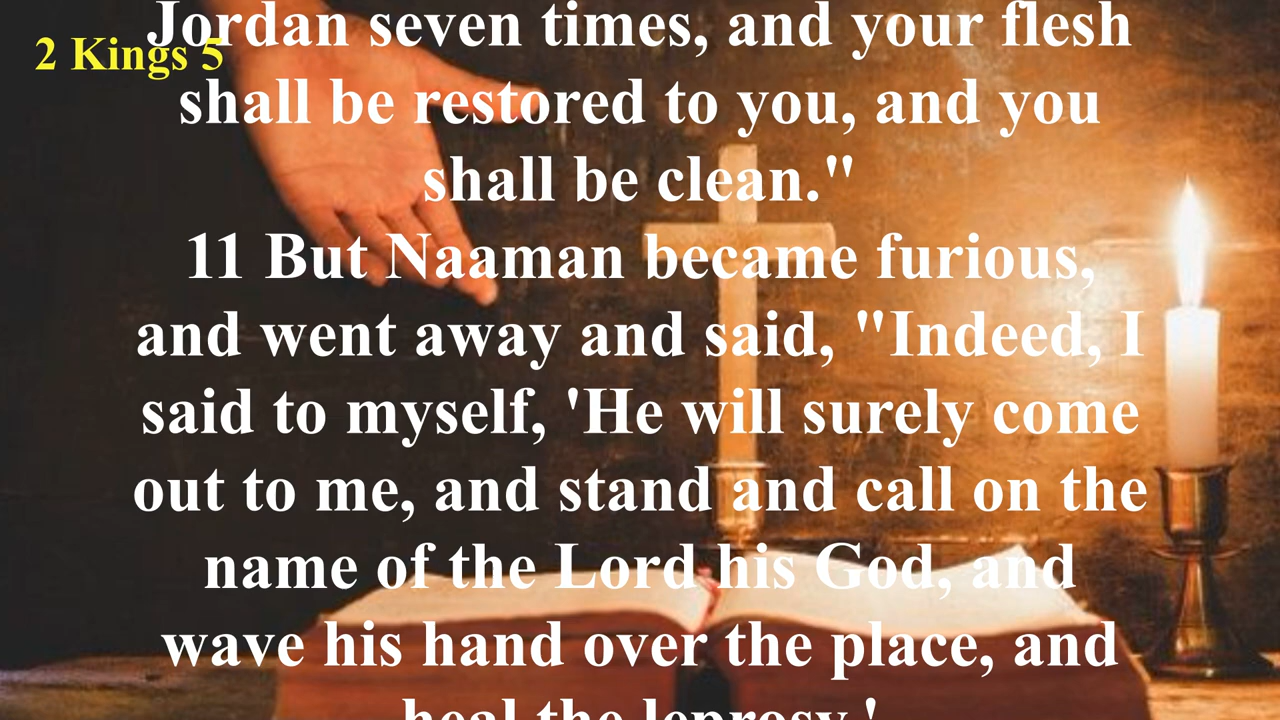 2 Kings 5
Jordan seven times, and your flesh
shall be restored to you, and you
shall be clean."
11 But Naaman became furious,
and went away and said, "Indeed, I
said to myself, 'He will surely come
out to me, and stand and call on the
name of the Lord his God, and
wave his hand over the place, and
heal the leprosy.'